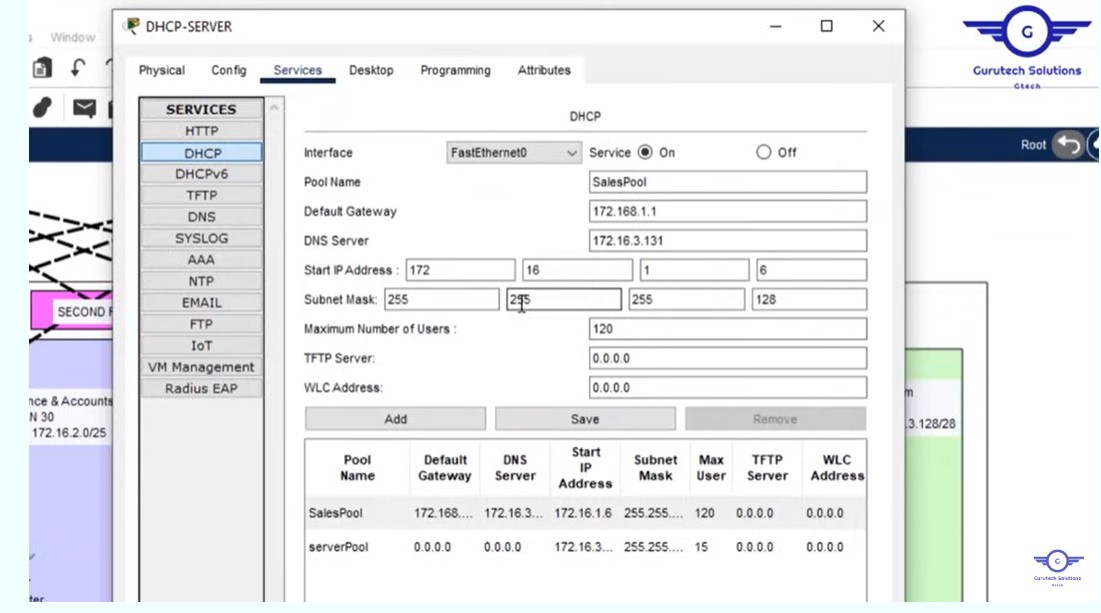 DHCP-SERVER
Window
G
Gurutech Solutions
Gtech
Physical Config Services Desktop Programming Attributes
Root
SERVICES
HTTP
DHCP
DHCPv6
TFTP
DNS
SYSLOG
AAA
NTP
EMAIL
FTP
IoT
VM Management
Radius EAP
DHCP
Interface FastEthernet0 Service On Off
Pool Name SalesPool
Default Gateway 172.168.1.1
DNS Server 172.16.3.131
Start IP Address : 172 16 1 6
Subnet Mask: 255 255 255 128
Maximum Number of Users : 120
TFTP Server: 0.0.0.0
WLC Address: 0.0.0.0
Add Save Remove
Pool Name Default Gateway DNS Server Start IP Address Subnet Mask Max User TFTP Server WLC Address
SalesPool 172.168.... 172.16.3... 172.16.1.6 255.255.... 120 0.0.0.0 0.0.0.0
serverPool 0.0.0.0 0.0.0.0 172.16.3... 255.255.... 15 0.0.0.0 0.0.0.0
SECOND F
nce & Accounts
N 30
172.16.2.0/25
ter
m
.3.128/28
G
Gurutech Solutions
Gtech